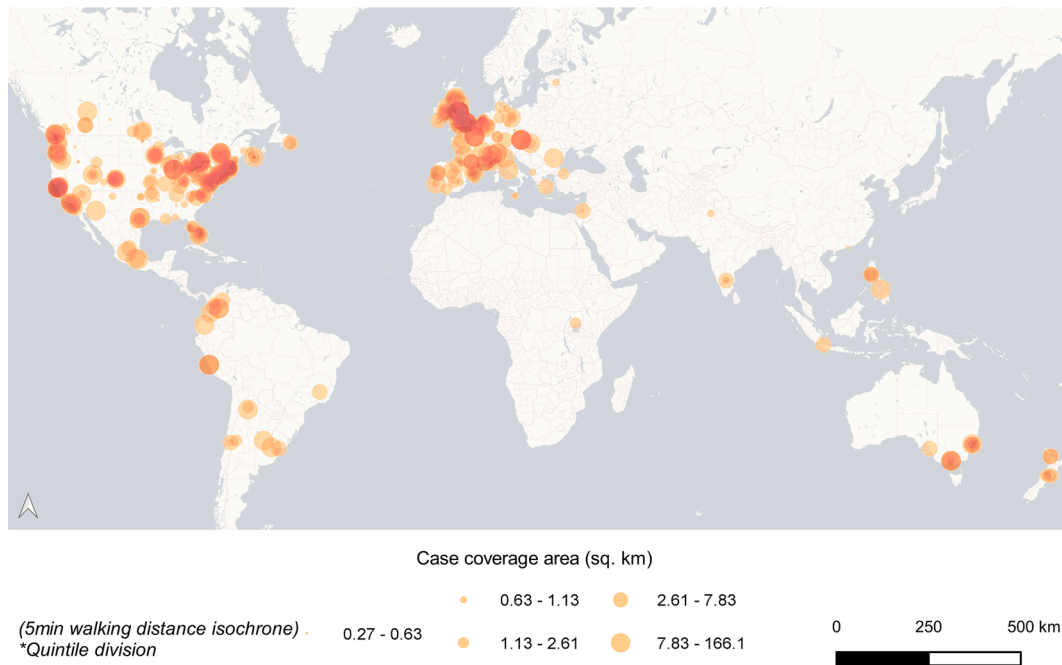 Case coverage area (sq. km)
0.63 - 1.13
2.61 - 7.83
(5min walking distance isochrone)
0.27 - 0.63
1.13 - 2.61
7.83 - 166.1
*Quintile division
0
250
500 km